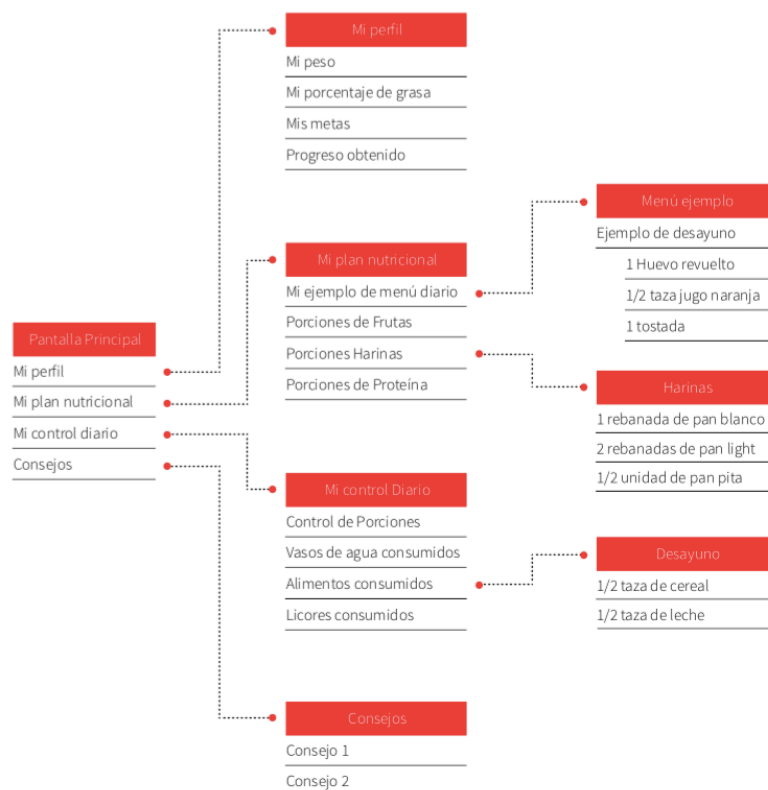 Mi perfil
Mi peso
Mi porcentaje de grasa
Mis metas
Progreso obtenido
Menú ejemplo
Ejemplo de desayuno
1 Huevo revuelto
1/2 taza jugo naranja
1 tostada
Mi plan nutricional
Mi ejemplo de menú diario
Porciones de Frutas
Porciones Harinas
Porciones de Proteína
Pantalla Principal
Mi perfil
Mi plan nutricional
Mi control diario
Consejos
Harinas
1 rebanada de pan blanco
2 rebanadas de pan light
1/2 unidad de pan pita
Mi control Diario
Control de Porciones
Vasos de agua consumidos
Alimentos consumidos
Licores consumidos
Desayuno
1/2 taza de cereal
1/2 taza de leche
Consejos
Consejo 1
Consejo 2